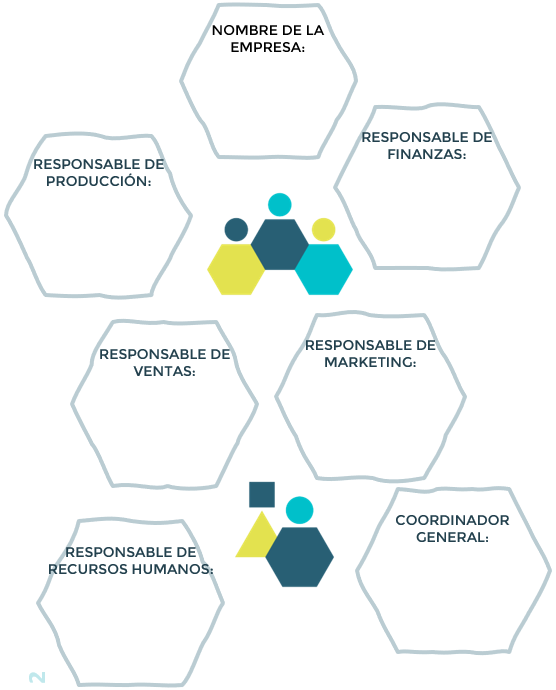 NOMBRE DE LA
EMPRESA:
RESPONSABLE DE
FINANZAS:
RESPONSABLE DE
PRODUCCIÓN:
RESPONSABLE DE
MARKETING:
RESPONSABLE DE
VENTAS:
COORDINADOR
GENERAL:
RESPONSABLE DE
RECURSOS HUMANOS:
2